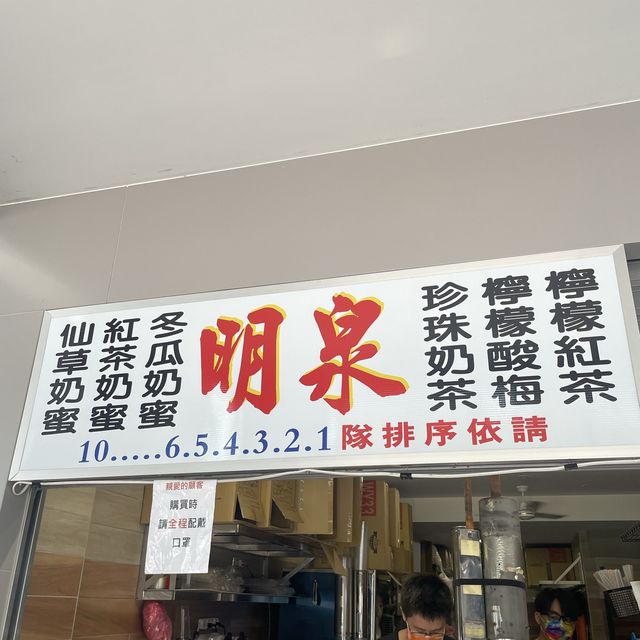 檸檬紅茶
檸檬酸梅
珍珠奶茶
泉明
冬瓜奶蜜
紅茶奶蜜
仙草奶蜜
請依序排隊1.2.3.4.5.6.....10
親愛的顧客
購買時
請全程配戴
口罩